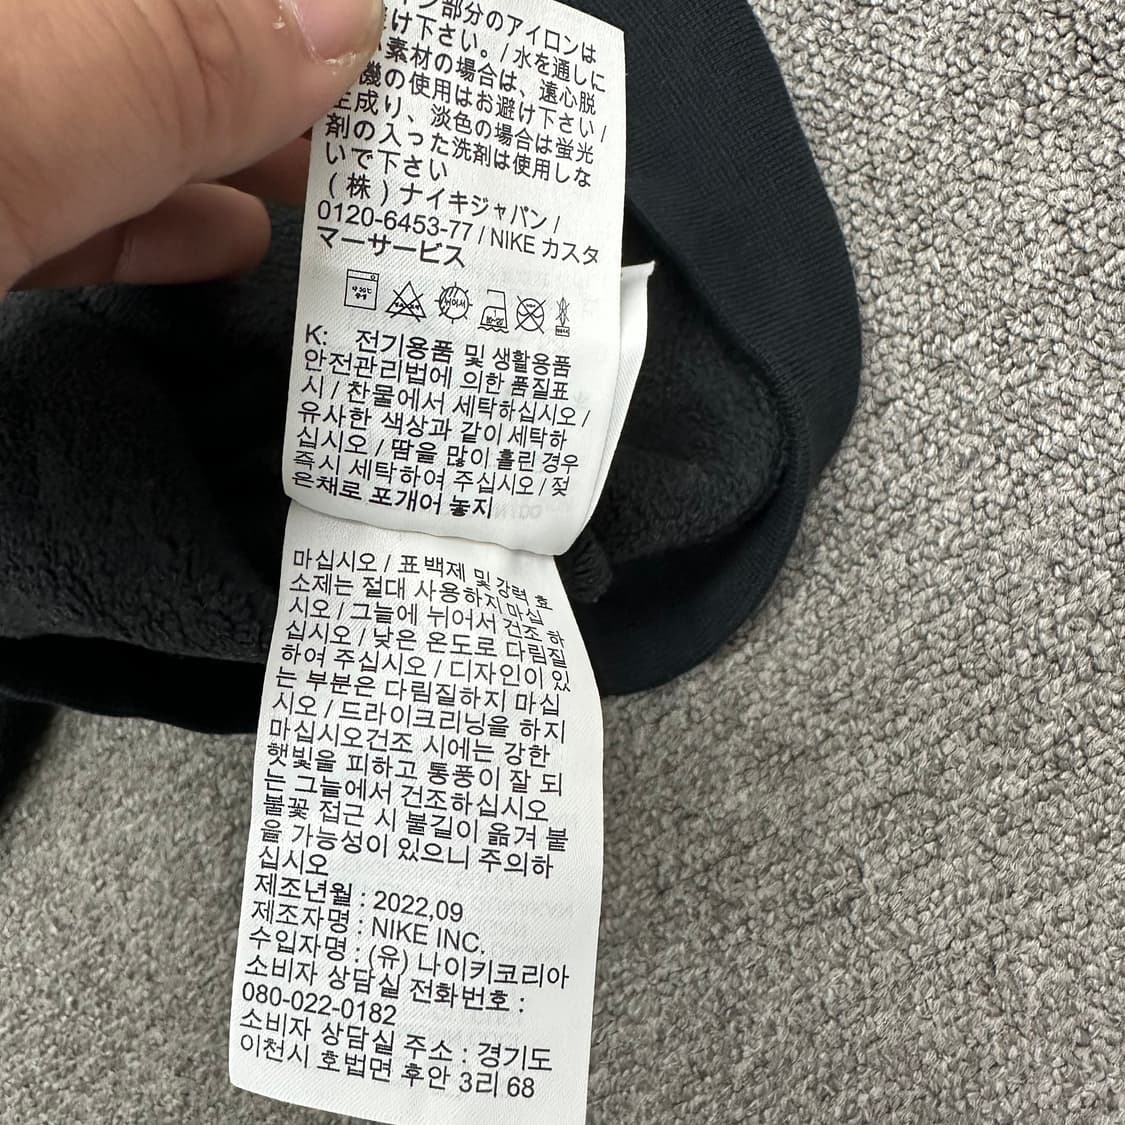 ン部分のアイロンは
け下さい。/ 水を通しに
素材の場合は、遠心脱
機の使用はお避け下さい /
生成り、淡色の場合は蛍光
剤の入った洗剤は使用しな
いで下さい
( 株 ) ナイキジャパン /
0120-6453-77 / NIKE カスタ
マーサービス
K: 전기용품 및 생활용품
안전관리법에 의한 품질표
시 / 찬물에서 세탁하십시오 /
유사한 색상과 같이 세탁하
십시오 / 땀을 많이 흘린 경우
즉시 세탁하여 주십시오 / 젖
은채로 포개어 놓지
마십시오 / 표백제 및 강력 효
소제는 절대 사용하지 마십
시오 / 그늘에 뉘어서 건조 하
십시오 / 낮은 온도로 다림질
하여 주십시오 / 디자인이 있
는 부분은 다림질하지 마십
시오 / 드라이크리닝을 하지
마십시오건조 시에는 강한
햇빛을 피하고 통풍이 잘 되
는 그늘에서 건조하십시오
불꽃 접근 시 불길이 옮겨 붙
을 가능성이 있으니 주의하
십시오
제조년월 : 2022,09
제조자명 : NIKE INC.
수입자명 : (유) 나이키코리아
소비자 상담실 전화번호 :
080-022-0182
소비자 상담실 주소 : 경기도
이천시 호법면 후안 3리 68